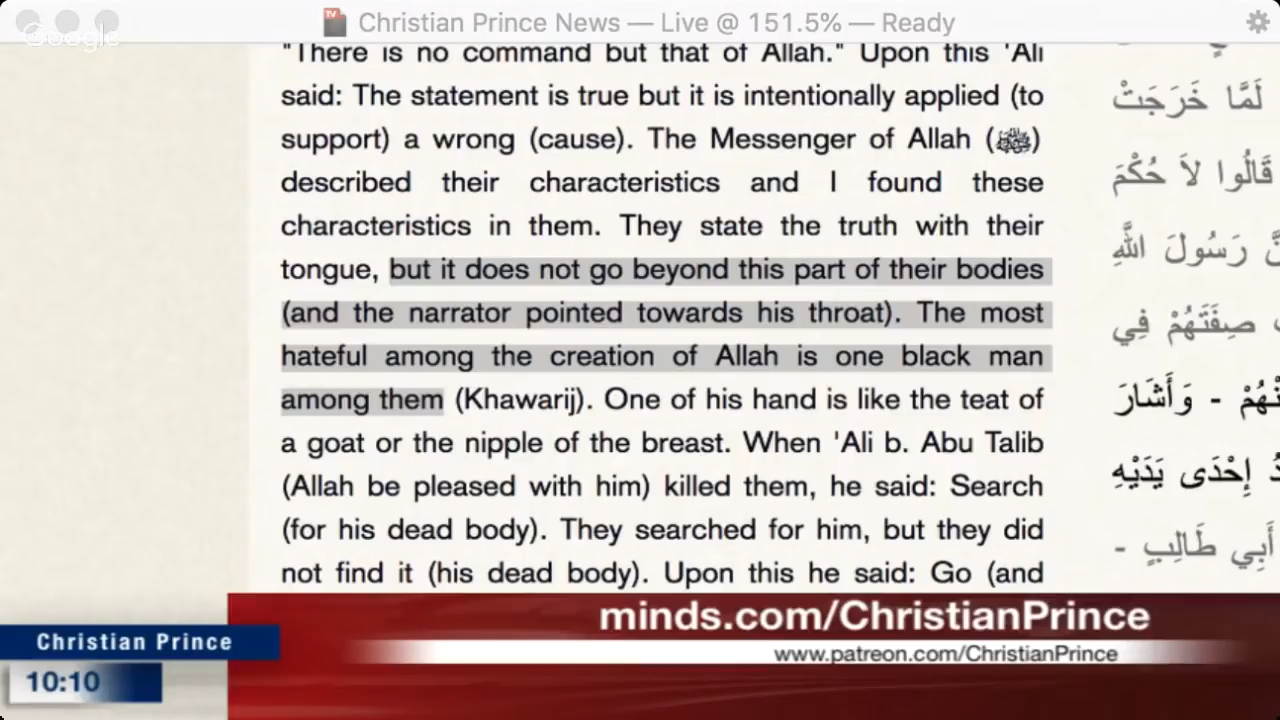 Christian Prince News — Live @ 151.5% — Ready
Google
"There is no command but that of Allah." Upon this 'Ali
said: The statement is true but it is intentionally applied (to
support) a wrong (cause). The Messenger of Allah (ﷺ)
described their characteristics and I found these
characteristics in them. They state the truth with their
tongue, but it does not go beyond this part of their bodies
(and the narrator pointed towards his throat). The most
hateful among the creation of Allah is one black man
among them (Khawarij). One of his hand is like the teat of
a goat or the nipple of the breast. When 'Ali b. Abu Talib
(Allah be pleased with him) killed them, he said: Search
(for his dead body). They searched for him, but they did
not find it (his dead body). Upon this he said: Go (and
لَمَّا خَرَجَتْ
قَالُوا لاَ حُكْمَ
رَسُولَ اللَّهِ
صِفَتَهُمْ فِي
وَأَشَارَ - 
إِحْدَى يَدَيْهِ
أَبِي طَالِبٍ -
minds.com/ChristianPrince
www.patreon.com/ChristianPrince
Christian Prince
10:10